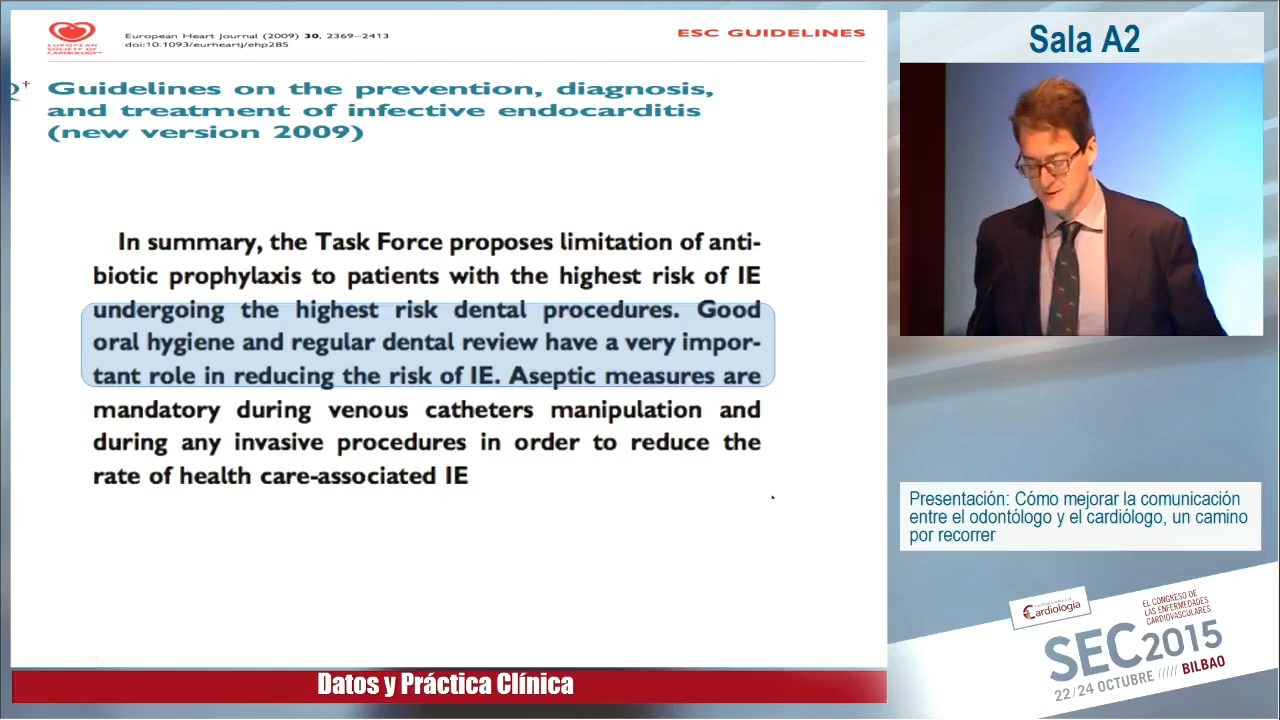 EUROPEAN
SOCIETY OF
CARDIOLOGY
European Heart Journal (2009) 30, 2369–2413
doi:10.1093/eurheartj/ehp285
ESC GUIDELINES
Guidelines on the prevention, diagnosis,
and treatment of infective endocarditis
(new version 2009)
In summary, the Task Force proposes limitation of anti-
biotic prophylaxis to patients with the highest risk of IE
undergoing the highest risk dental procedures. Good
oral hygiene and regular dental review have a very impor-
tant role in reducing the risk of IE. Aseptic measures are
mandatory during venous catheters manipulation and
during any invasive procedures in order to reduce the
rate of health care-associated IE
Datos y Práctica Clínica
Sala A2
Presentación: Cómo mejorar la comunicación
entre el odontólogo y el cardiólogo, un camino
por recorrer
Cardiología
EL CONGRESO DE
LAS ENFERMEDADES
CARDIOVASCULARES
SEC2015
22/24 OCTUBRE ///// BILBAO